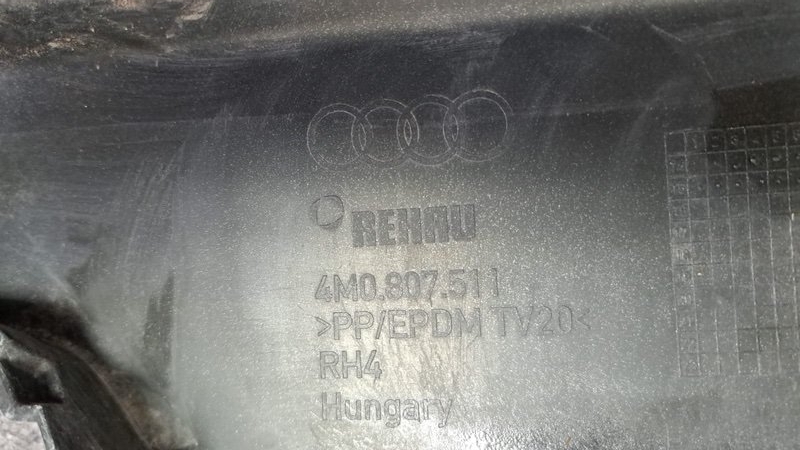 REHAU
4M0.807.511
>PP/EPDM TV20<
RH4
Hungary